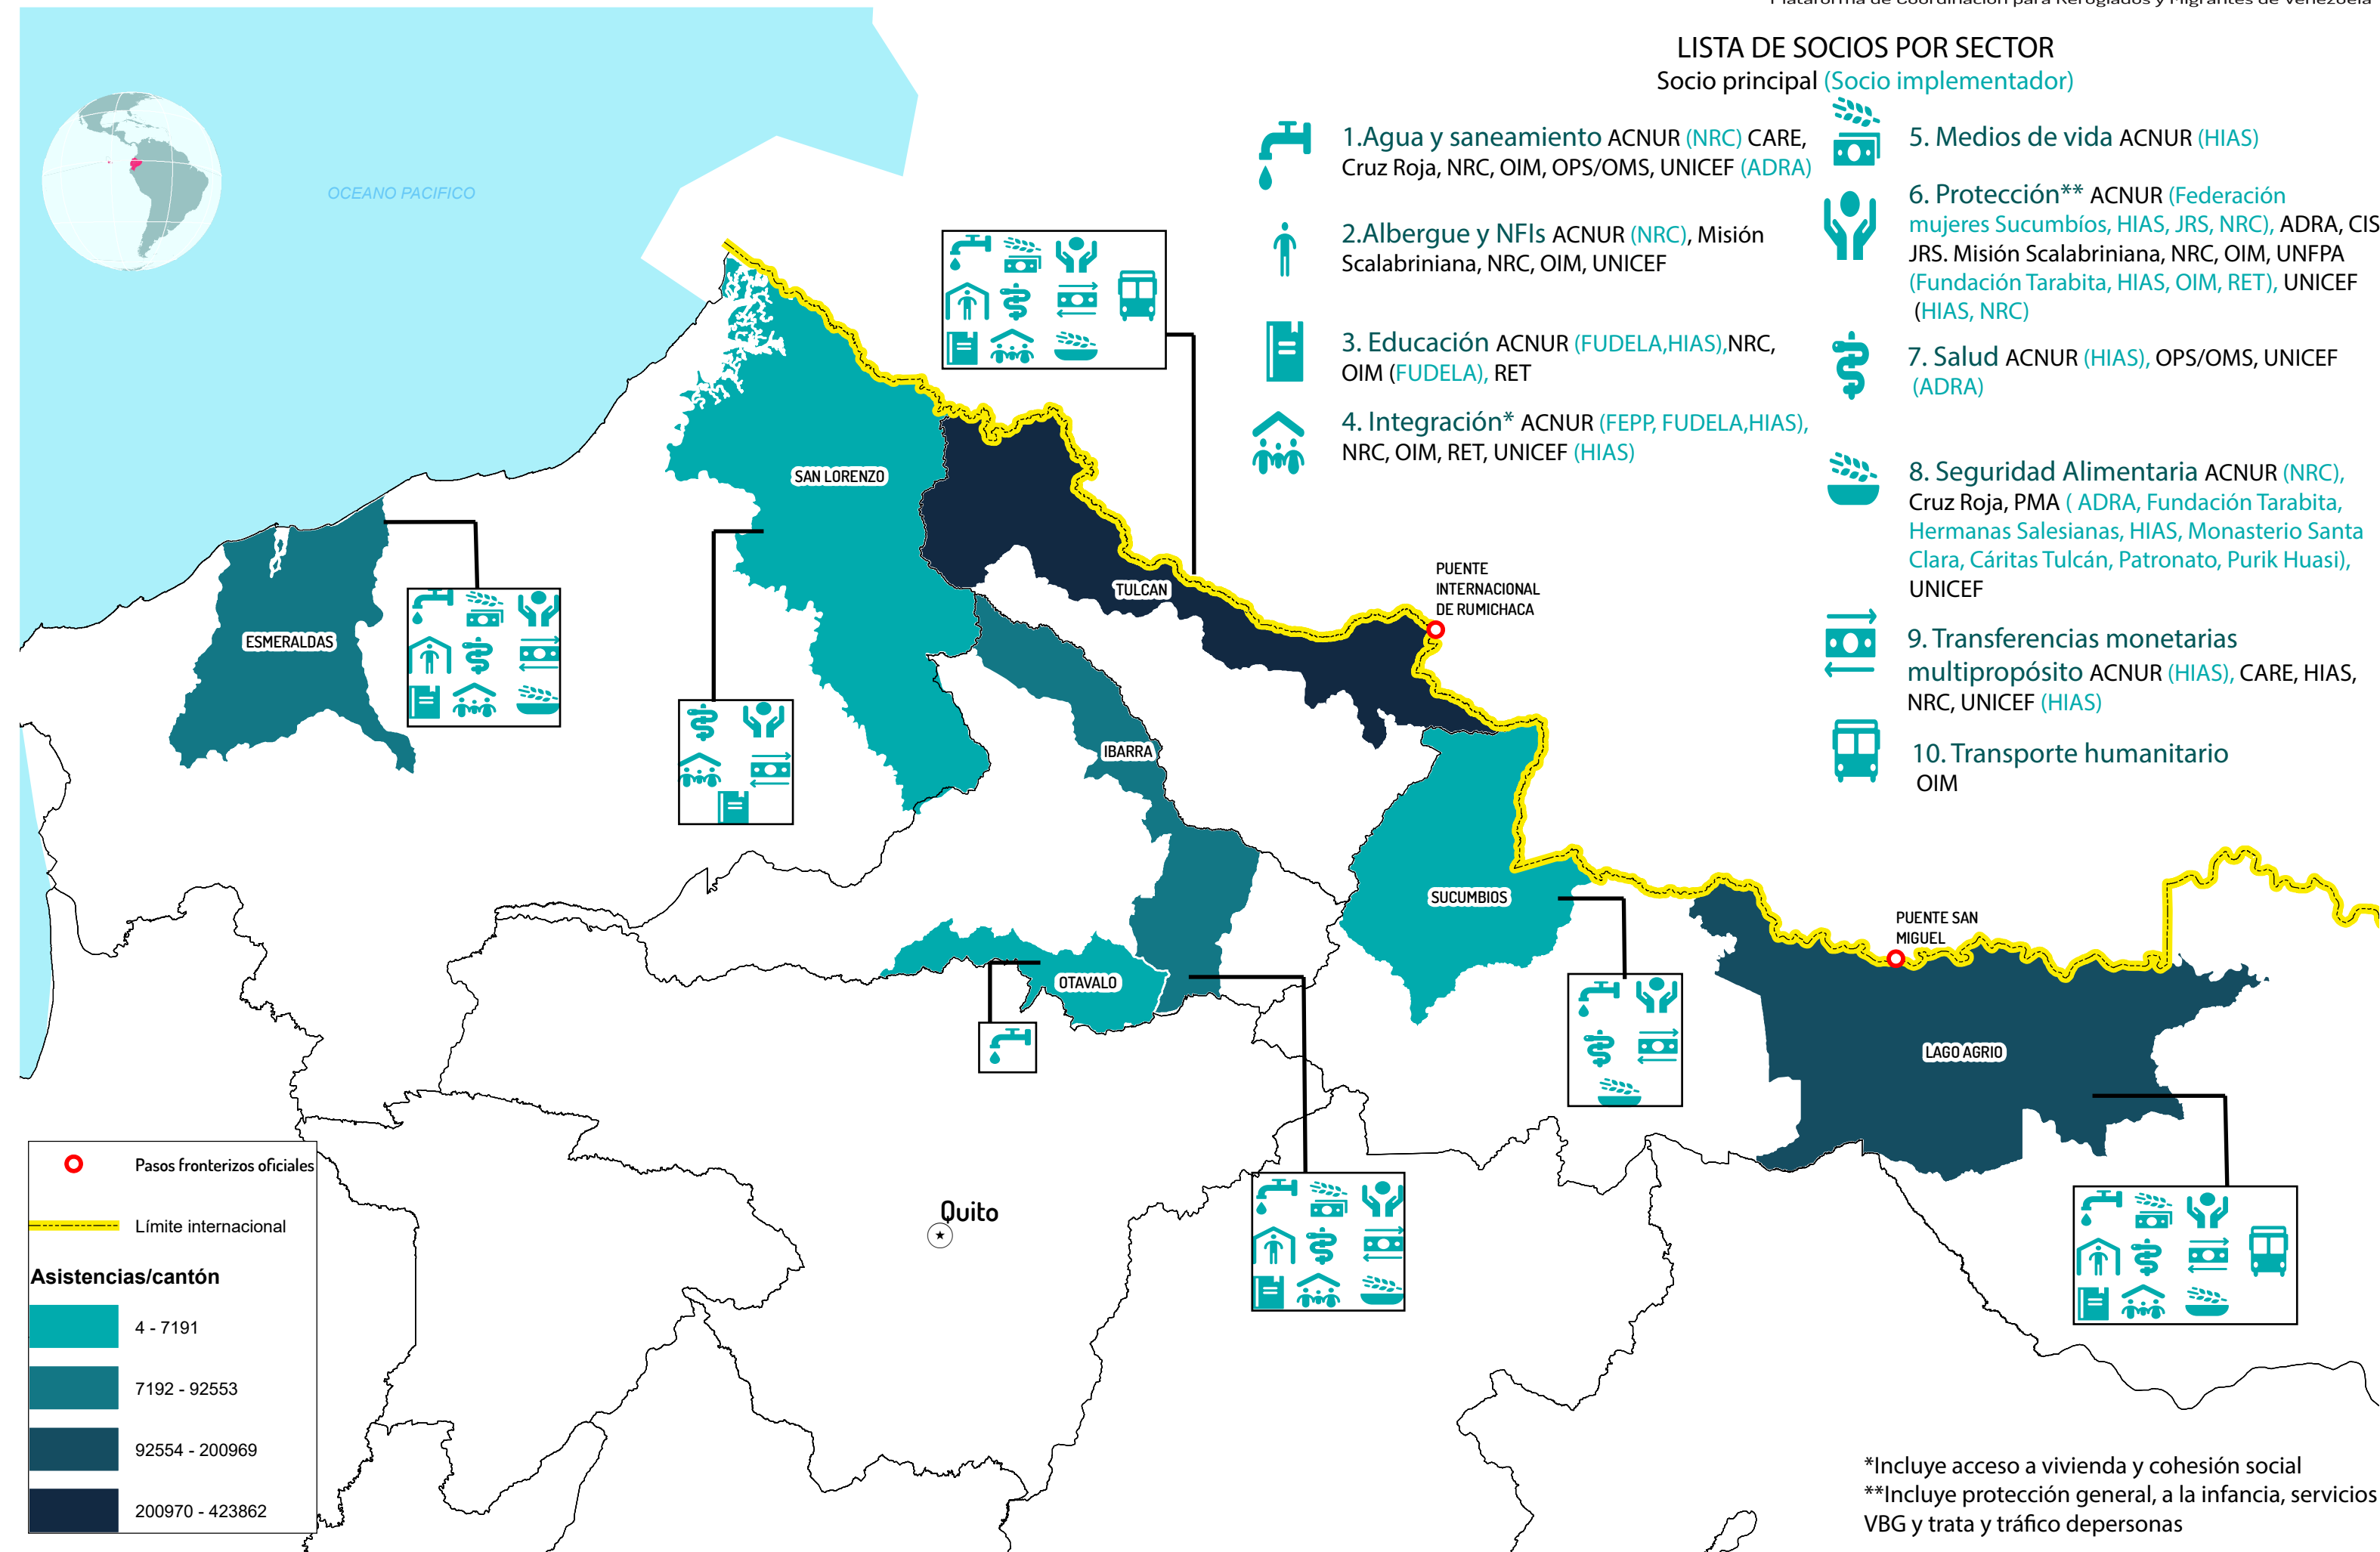 Plataforma de Coordinación para Refugiados y Migrantes de Venezuela
LISTA DE SOCIOS POR SECTOR
Socio principal (Socio implementador)
1.Agua y saneamiento ACNUR (NRC) CARE,
Cruz Roja, NRC, OIM, OPS/OMS, UNICEF (ADRA)
2.Albergue y NFIs ACNUR (NRC), Misión
Scalabriniana, NRC, OIM, UNICEF
3. Educación ACNUR (FUDELA,HIAS),NRC,
OIM (FUDELA), RET
4. Integración* ACNUR (FEPP, FUDELA,HIAS),
NRC, OIM, RET, UNICEF (HIAS)
5. Medios de vida ACNUR (HIAS)
6. Protección** ACNUR (Federación
mujeres Sucumbíos, HIAS, JRS, NRC), ADRA, CIS
JRS. Misión Scalabriniana, NRC, OIM, UNFPA
(Fundación Tarabita, HIAS, OIM, RET), UNICEF
(HIAS, NRC)
7. Salud ACNUR (HIAS), OPS/OMS, UNICEF
(ADRA)
8. Seguridad Alimentaria ACNUR (NRC),
Cruz Roja, PMA ( ADRA, Fundación Tarabita,
Hermanas Salesianas, HIAS, Monasterio Santa
Clara, Cáritas Tulcán, Patronato, Purik Huasi),
UNICEF
9. Transferencias monetarias
multipropósito ACNUR (HIAS), CARE, HIAS,
NRC, UNICEF (HIAS)
10. Transporte humanitario
OIM
OCEANO PACIFICO
SAN LORENZO
ESMERALDAS
TULCAN
PUENTE
INTERNACIONAL
DE RUMICHACA
IBARRA
SUCUMBIOS
PUENTE SAN
MIGUEL
OTAVALO
LAGO AGRIO
Quito
Pasos fronterizos oficiales
Límite internacional
Asistencias/cantón
4 - 7191
7192 - 92553
92554 - 200969
200970 - 423862
*Incluye acceso a vivienda y cohesión social
**Incluye protección general, a la infancia, servicios
VBG y trata y tráfico depersonas